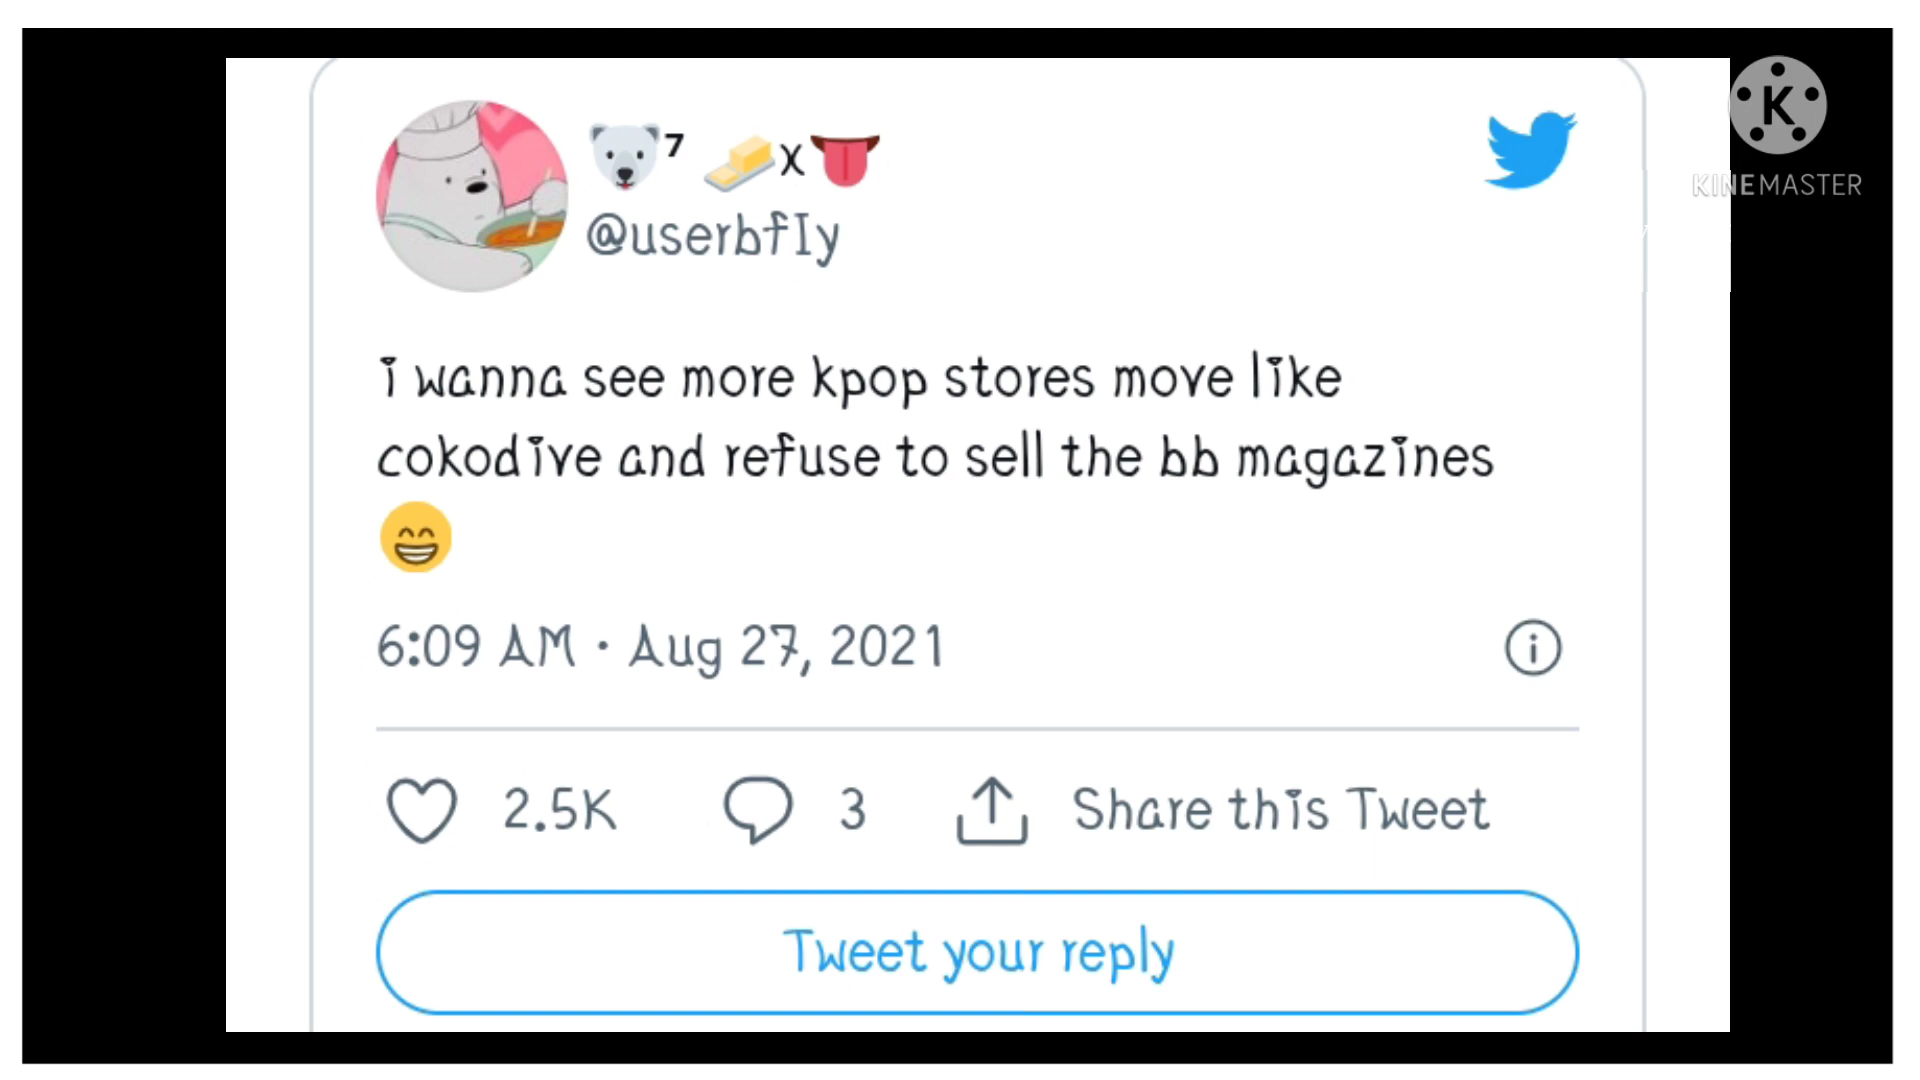 🐻‍❄️⁷ 🧈x👅
@userbfIy
K
KINEMASTER
i wanna see more kpop stores move like
cokodive and refuse to sell the bb magazines
😁
6:09 AM · Aug 27, 2021
2.5K 3 Share this Tweet
Tweet your reply